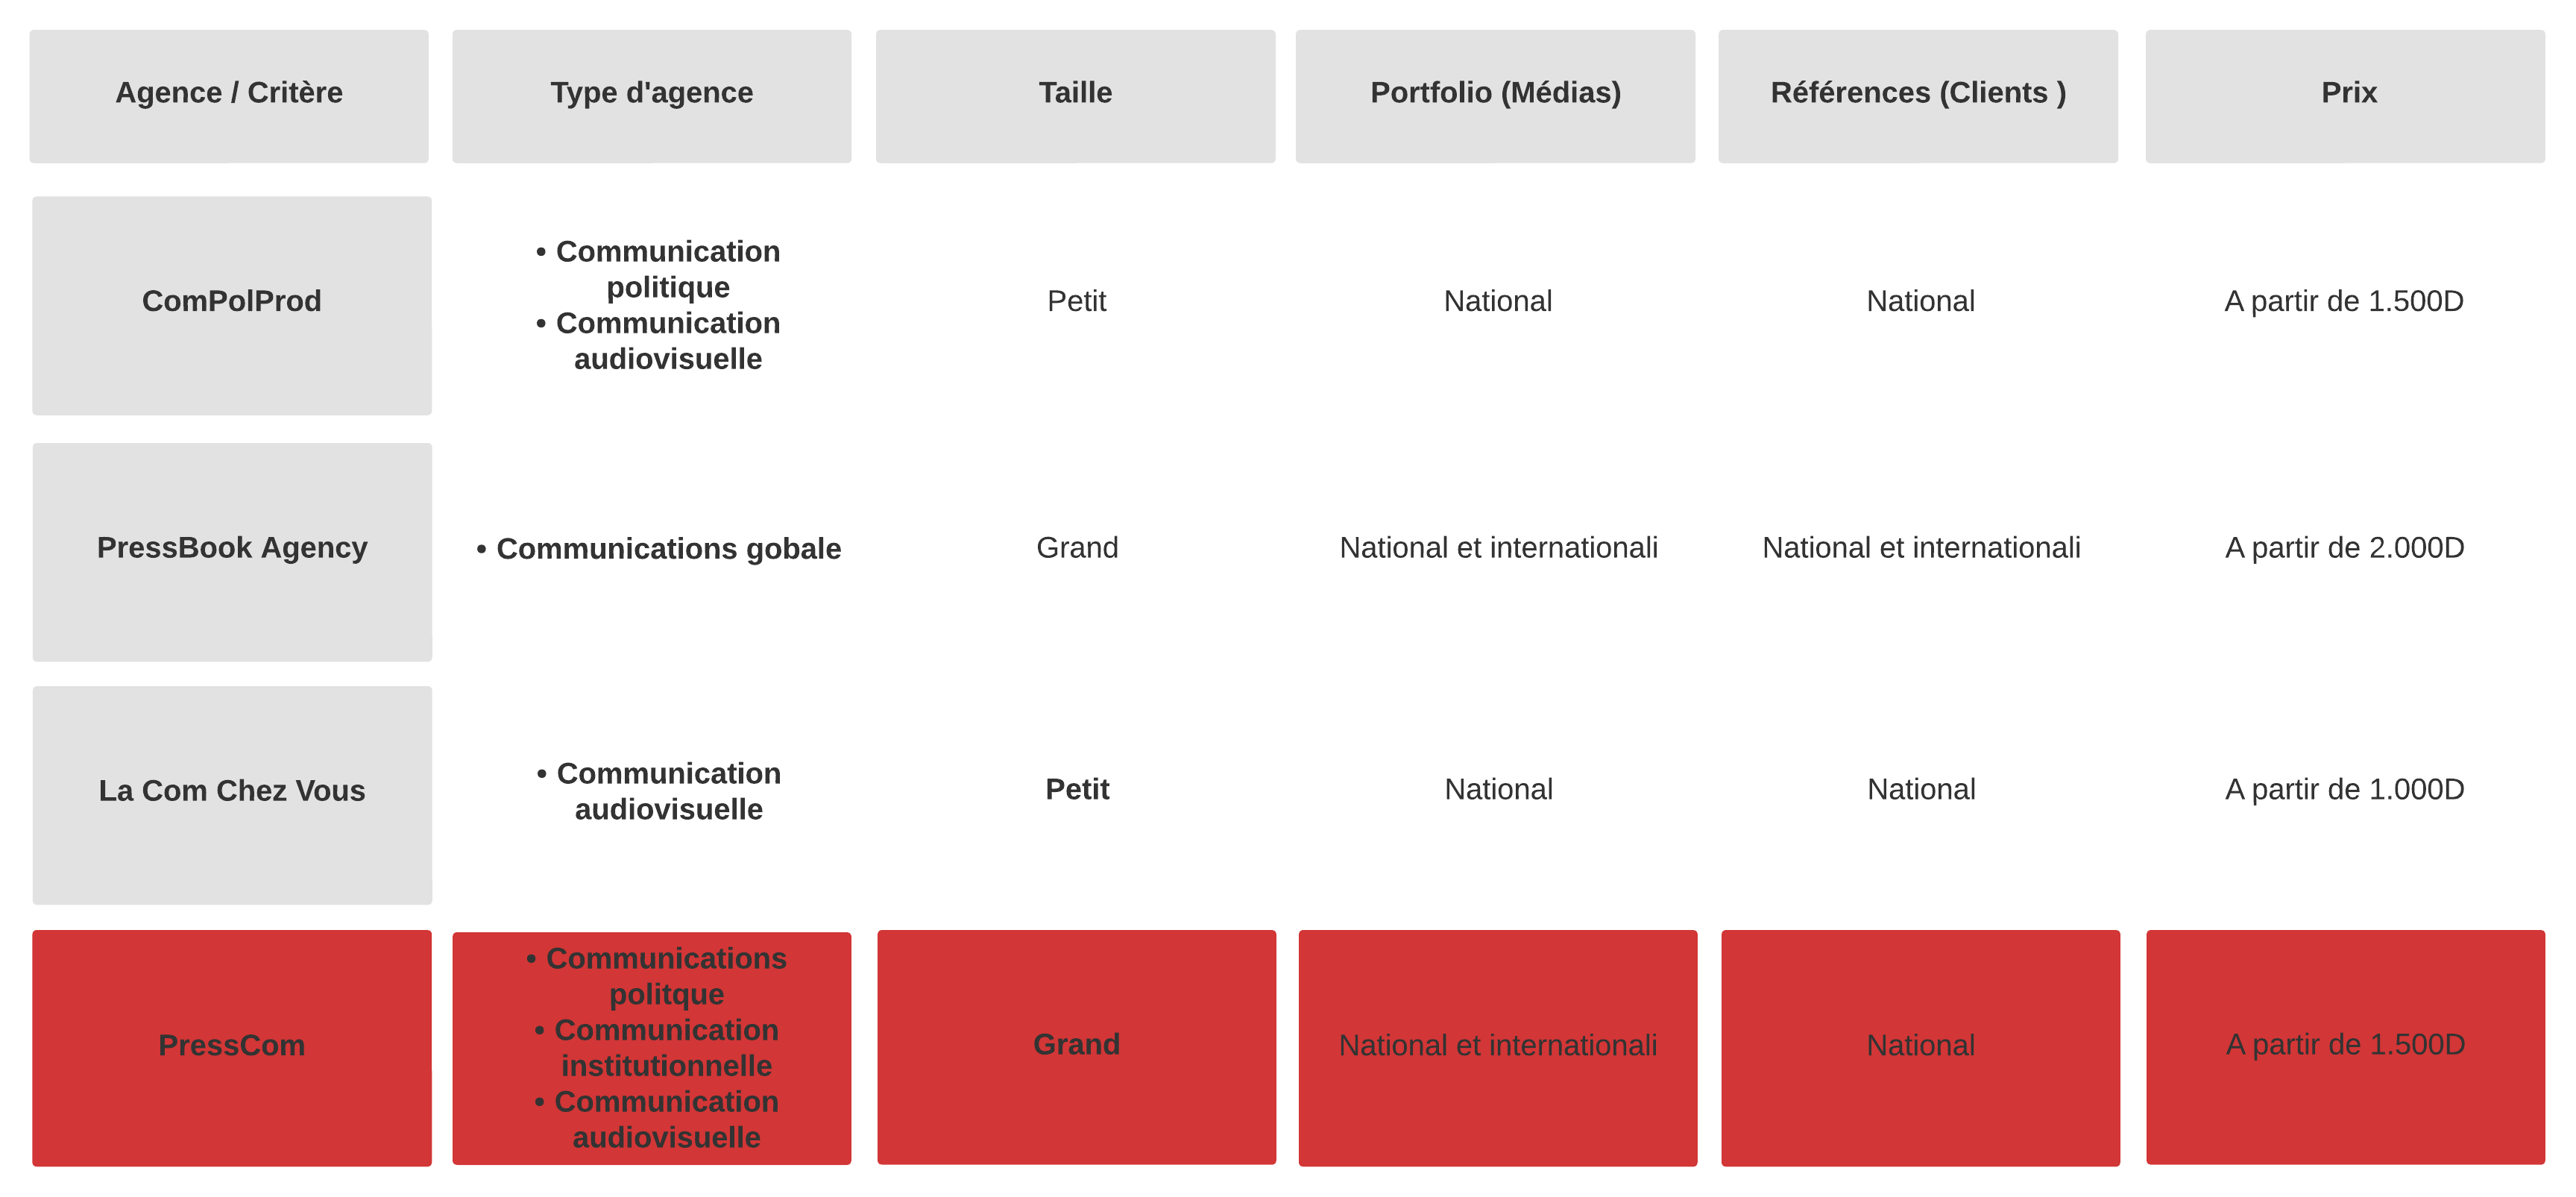 Agence / Critère
Type d'agence
Taille
Portfolio (Médias)
Références (Clients )
Prix
ComPolProd
• Communication
politique
• Communication
audiovisuelle
Petit
National
National
A partir de 1.500D
PressBook Agency
• Communications gobale
Grand
National et internationali
National et internationali
A partir de 2.000D
La Com Chez Vous
• Communication
audiovisuelle
Petit
National
National
A partir de 1.000D
PressCom
• Communications
politque
• Communication
institutionnelle
• Communication
audiovisuelle
Grand
National et internationali
National
A partir de 1.500D